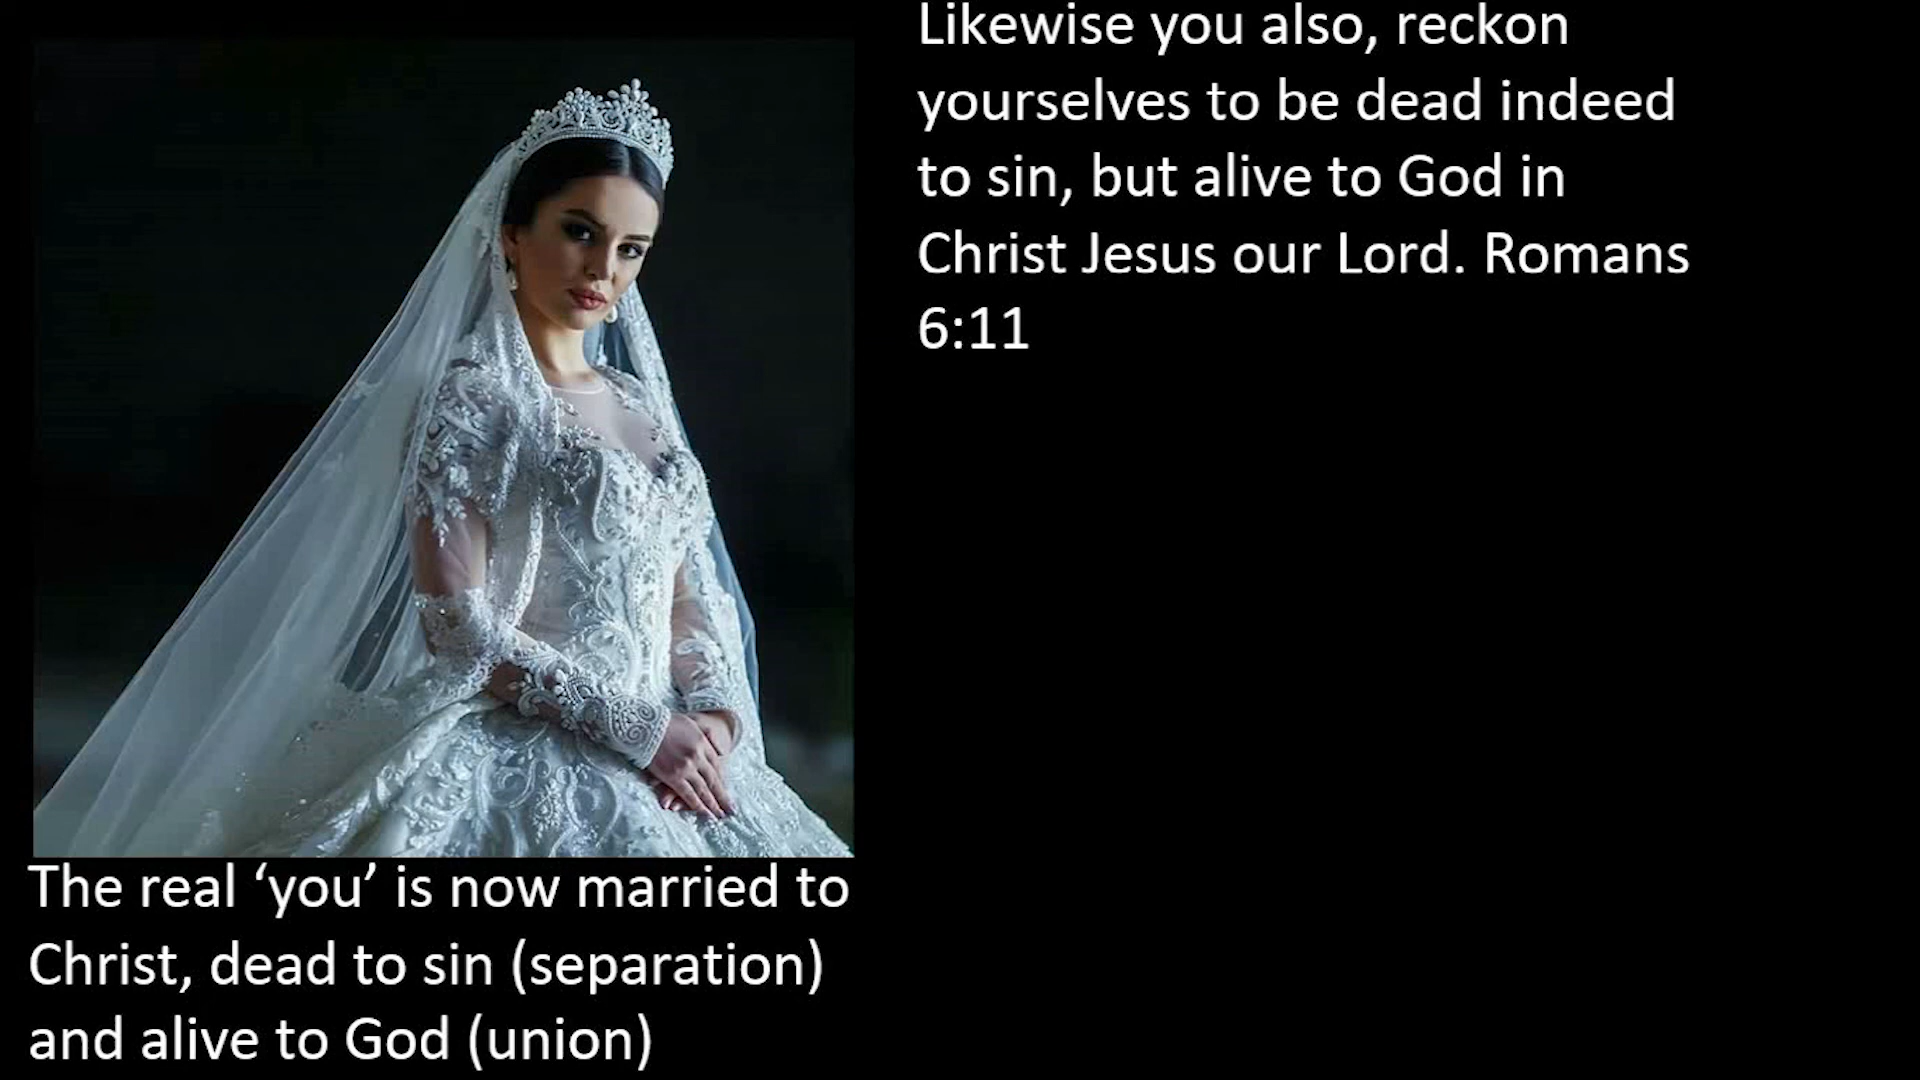 Likewise you also, reckon
yourselves to be dead indeed
to sin, but alive to God in
Christ Jesus our Lord. Romans
6:11
The real ‘you’ is now married to
Christ, dead to sin (separation)
and alive to God (union)